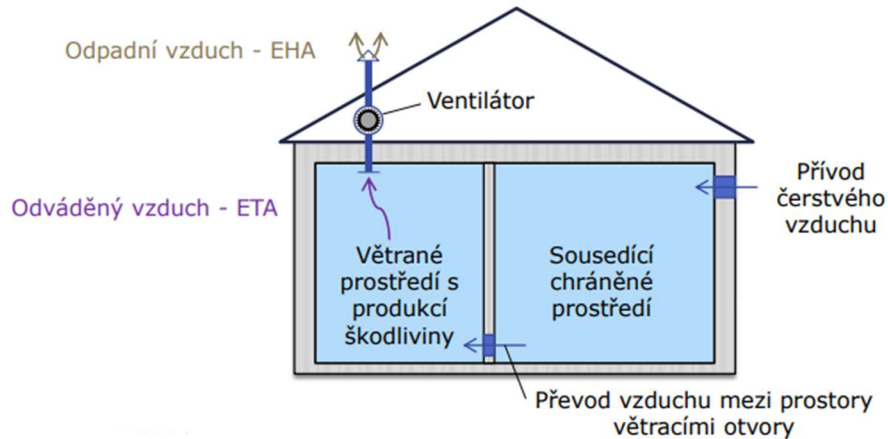 Odpadní vzduch - EHA
Ventilátor
Přívod
čerstvého
vzduchu
Odváděný vzduch - ETA
Větrané
prostředí s
produkcí
škodliviny
Sousedící
chráněné
prostředí
Převod vzduchu mezi prostory
větracími otvory